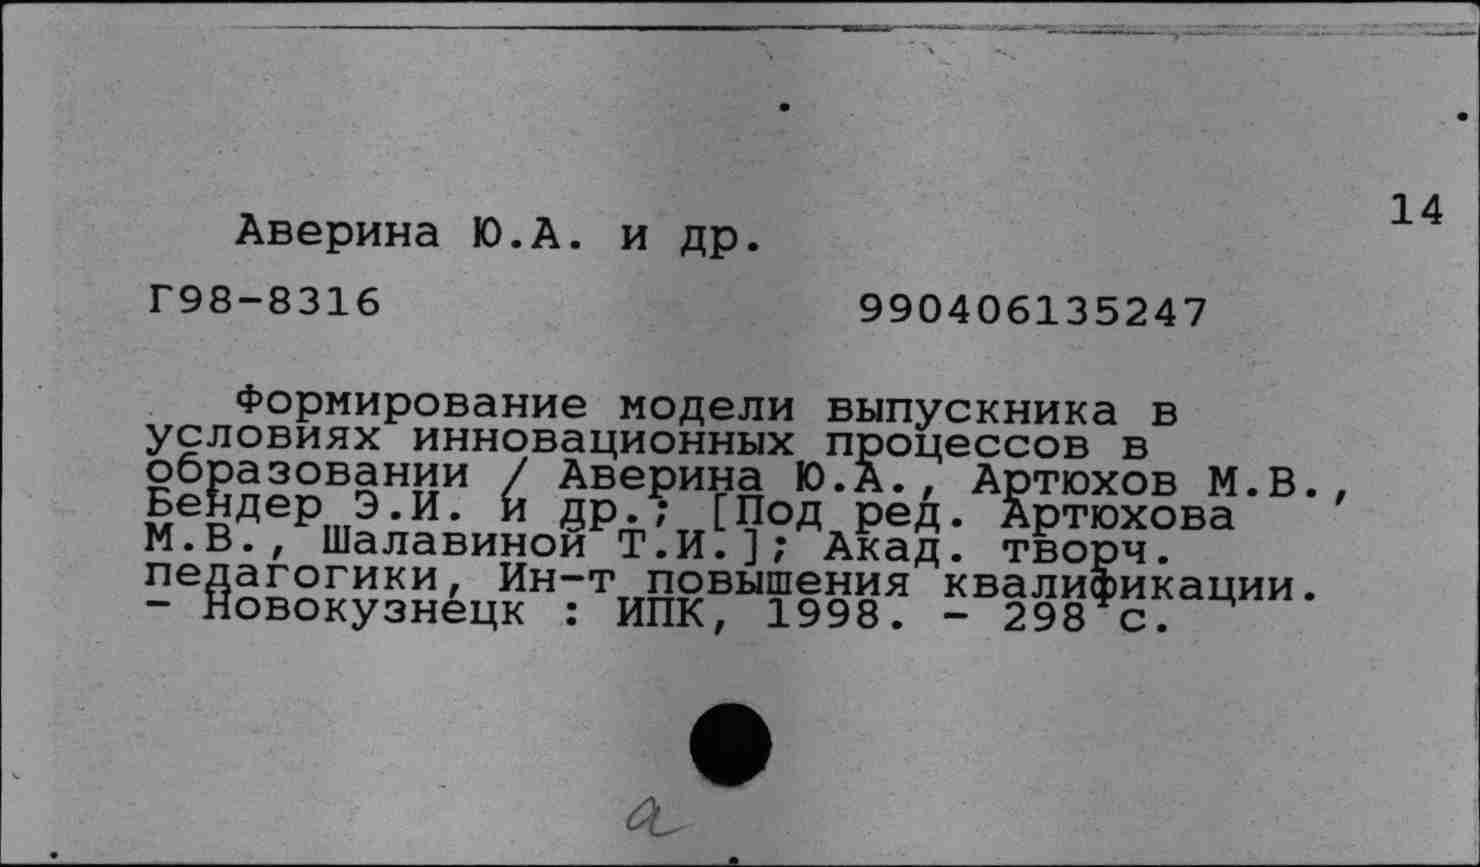 14
Аверина Ю.А. и др.
Г98-8316 990406135247
Формирование модели выпускника в
условиях инновационных процессов в
образовании / Аверина Ю.А., Артюхов М.В.,
Бендер Э.И. и др.; [Под ред. Артюхова
М.В., Шалавиной Т.И.]; Акад. творч.
педагогики, Ин-т повышения квалификации.
- Новокузнецк : ИПК, 1998. - 298 с.
а